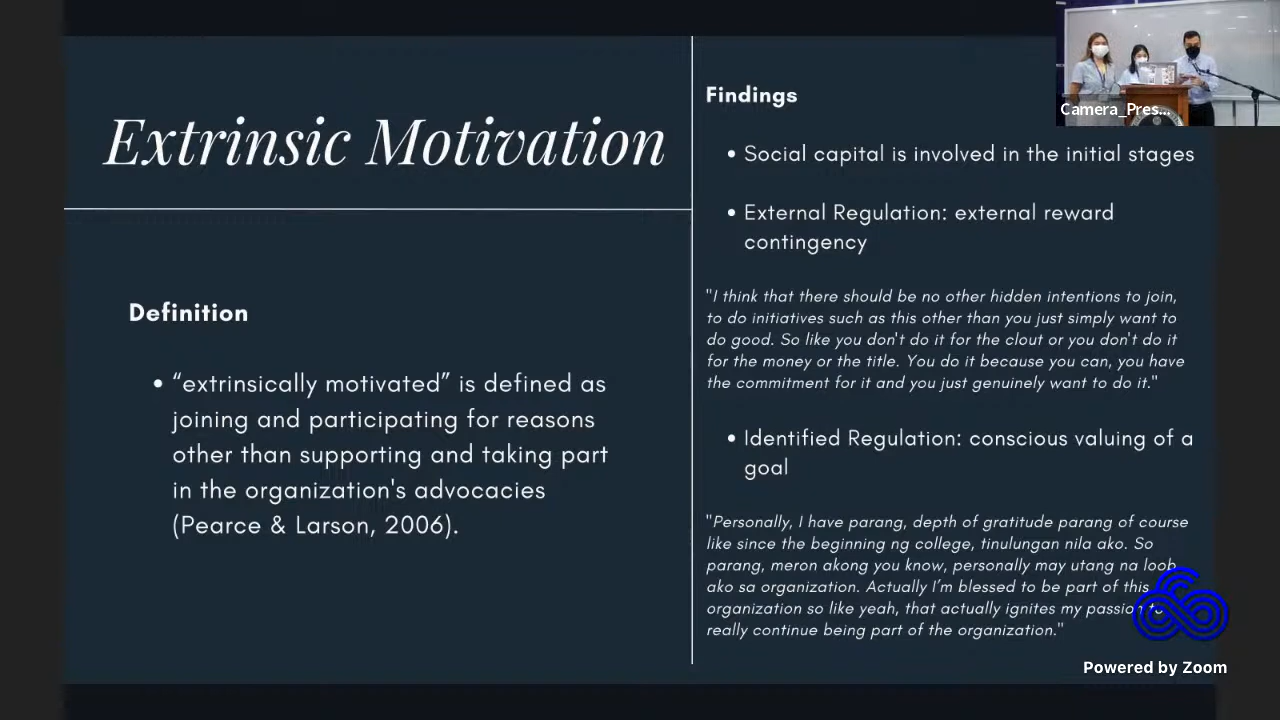 Extrinsic Motivation
Definition
• “extrinsically motivated” is defined as
joining and participating for reasons
other than supporting and taking part
in the organization's advocacies
(Pearce & Larson, 2006).
Findings
• Social capital is involved in the initial stages
• External Regulation: external reward
contingency
"I think that there should be no other hidden intentions to join,
to do initiatives such as this other than you just simply want to
do good. So like you don't do it for the clout or you don't do it
for the money or the title. You do it because you can, you have
the commitment for it and you just genuinely want to do it."
• Identified Regulation: conscious valuing of a
goal
"Personally, I have parang, depth of gratitude parang of course
like since the beginning ng college, tinulungan nila ako. So
parang, meron akong you know, personally may utang na loob
ako sa organization. Actually I’m blessed to be part of this
organization so like yeah, that actually ignites my passion to
really continue being part of the organization."
Camera_Pres...
Powered by Zoom